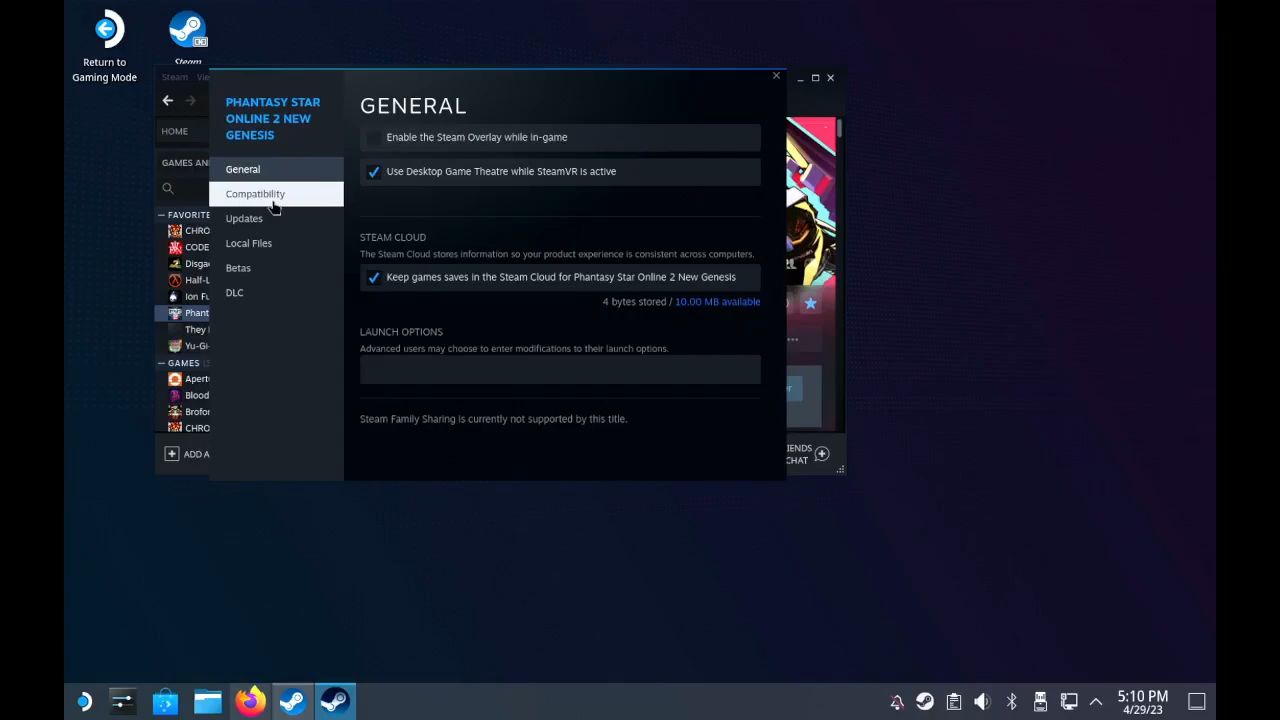 Return to
Gaming Mode
Steam
Steam Vie
PHANTASY STAR
ONLINE 2 NEW
GENESIS
General
Compatibility
Updates
Local Files
Betas
DLC
GENERAL
Enable the Steam Overlay while in-game
Use Desktop Game Theatre while SteamVR is active
STEAM CLOUD
The Steam Cloud stores information so your product experience is consistent across computers.
Keep games saves in the Steam Cloud for Phantasy Star Online 2 New Genesis
4 bytes stored / 10.00 MB available
LAUNCH OPTIONS
Advanced users may choose to enter modifications to their launch options.
Steam Family Sharing is currently not supported by this title.
HOME
GAMES AN
FAVORITE
CHRO
CODE
Disgae
Half-L
Ion Fu
Phant
They
Yu-Gi-
GAMES
Apert
Blood
Brofor
CHRO
ADD A
IENDS
CHAT
5:10 PM
4/29/23